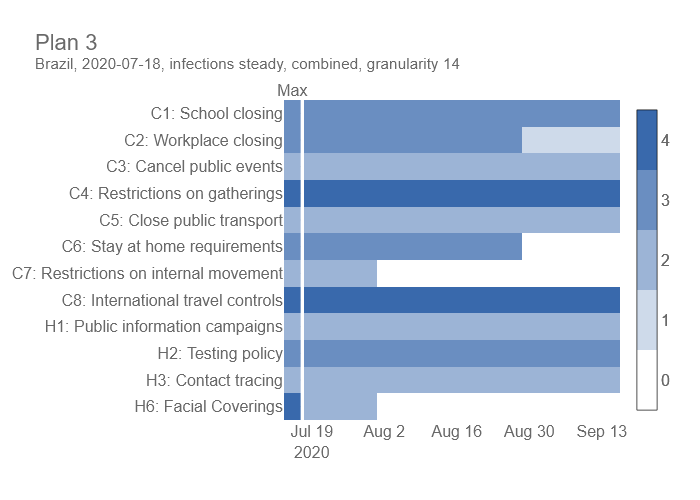 Plan 3
Brazil, 2020-07-18, infections steady, combined, granularity 14
Max
C1: School closing
C2: Workplace closing
C3: Cancel public events
C4: Restrictions on gatherings
C5: Close public transport
C6: Stay at home requirements
C7: Restrictions on internal movement
C8: International travel controls
H1: Public information campaigns
H2: Testing policy
H3: Contact tracing
H6: Facial Coverings
Jul 19 Aug 2 Aug 16 Aug 30 Sep 13
2020
4
3
2
1
0